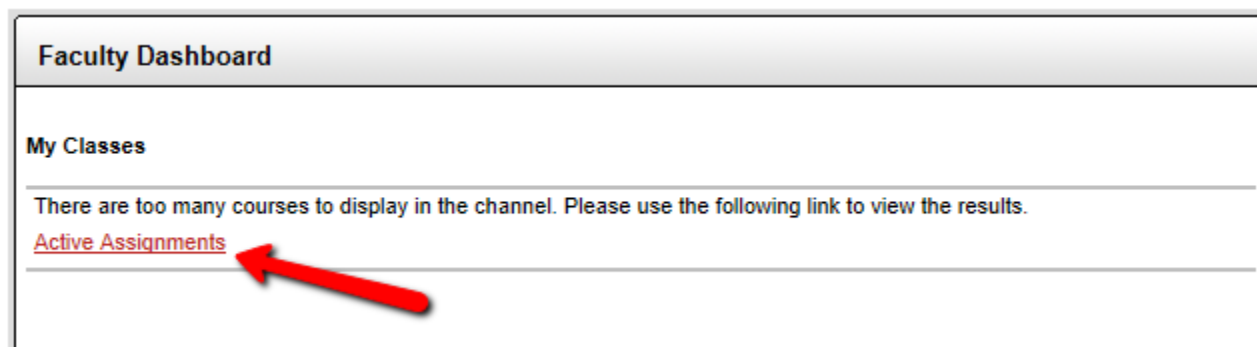 Faculty Dashboard
My Classes
There are too many courses to display in the channel. Please use the following link to view the results.
Active Assignments